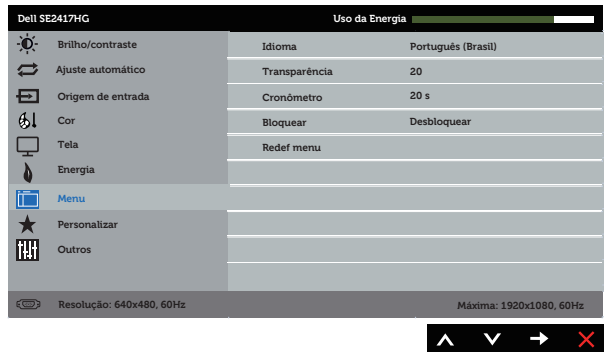 Dell SE2417HG Uso da Energia
Brilho/contraste Idioma Português (Brasil)
Ajuste automático Transparência 20
Origem de entrada Cronômetro 20 s
Cor Bloquear Desbloquear
Tela Redef menu
Energia
Menu
Personalizar
Outros
Resolução: 640x480, 60Hz Máxima: 1920x1080, 60Hz